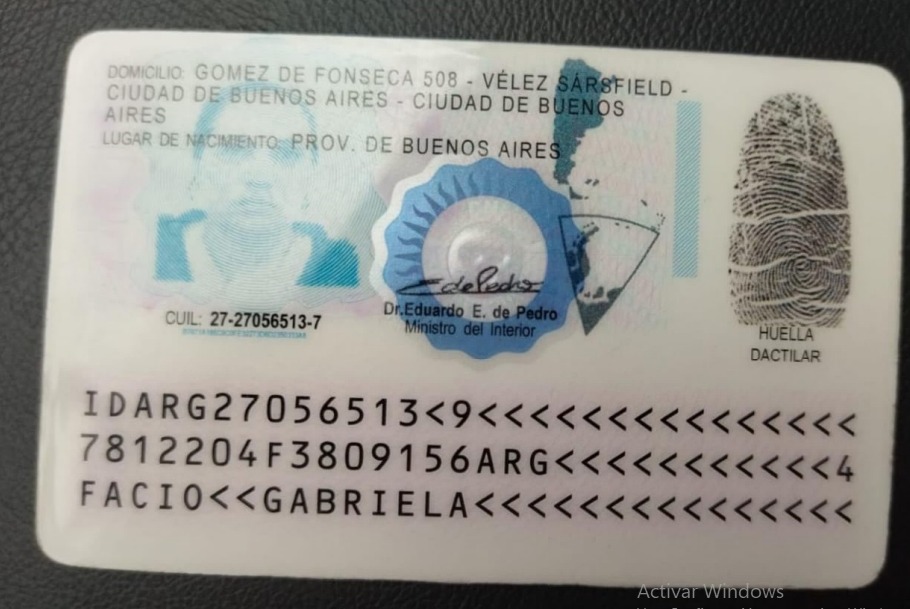 DOMICILIO: GOMEZ DE FONSECA 508 - VÉLEZ SÁRSFIELD -
CIUDAD DE BUENOS AIRES - CIUDAD DE BUENOS
AIRES
LUGAR DE NACIMIENTO: PROV. DE BUENOS AIRES
CUIL: 27-27056513-7
Dr.Eduardo E. de Pedro
Ministro del Interior
HUELLA
DACTILAR
IDARG27056513<9<<<<<<<<<<<<<<<
7812204F3809156ARG<<<<<<<<<<<4
FACIO<<GABRIELA<<<<<<<<<<<<<<<
Activar Windows